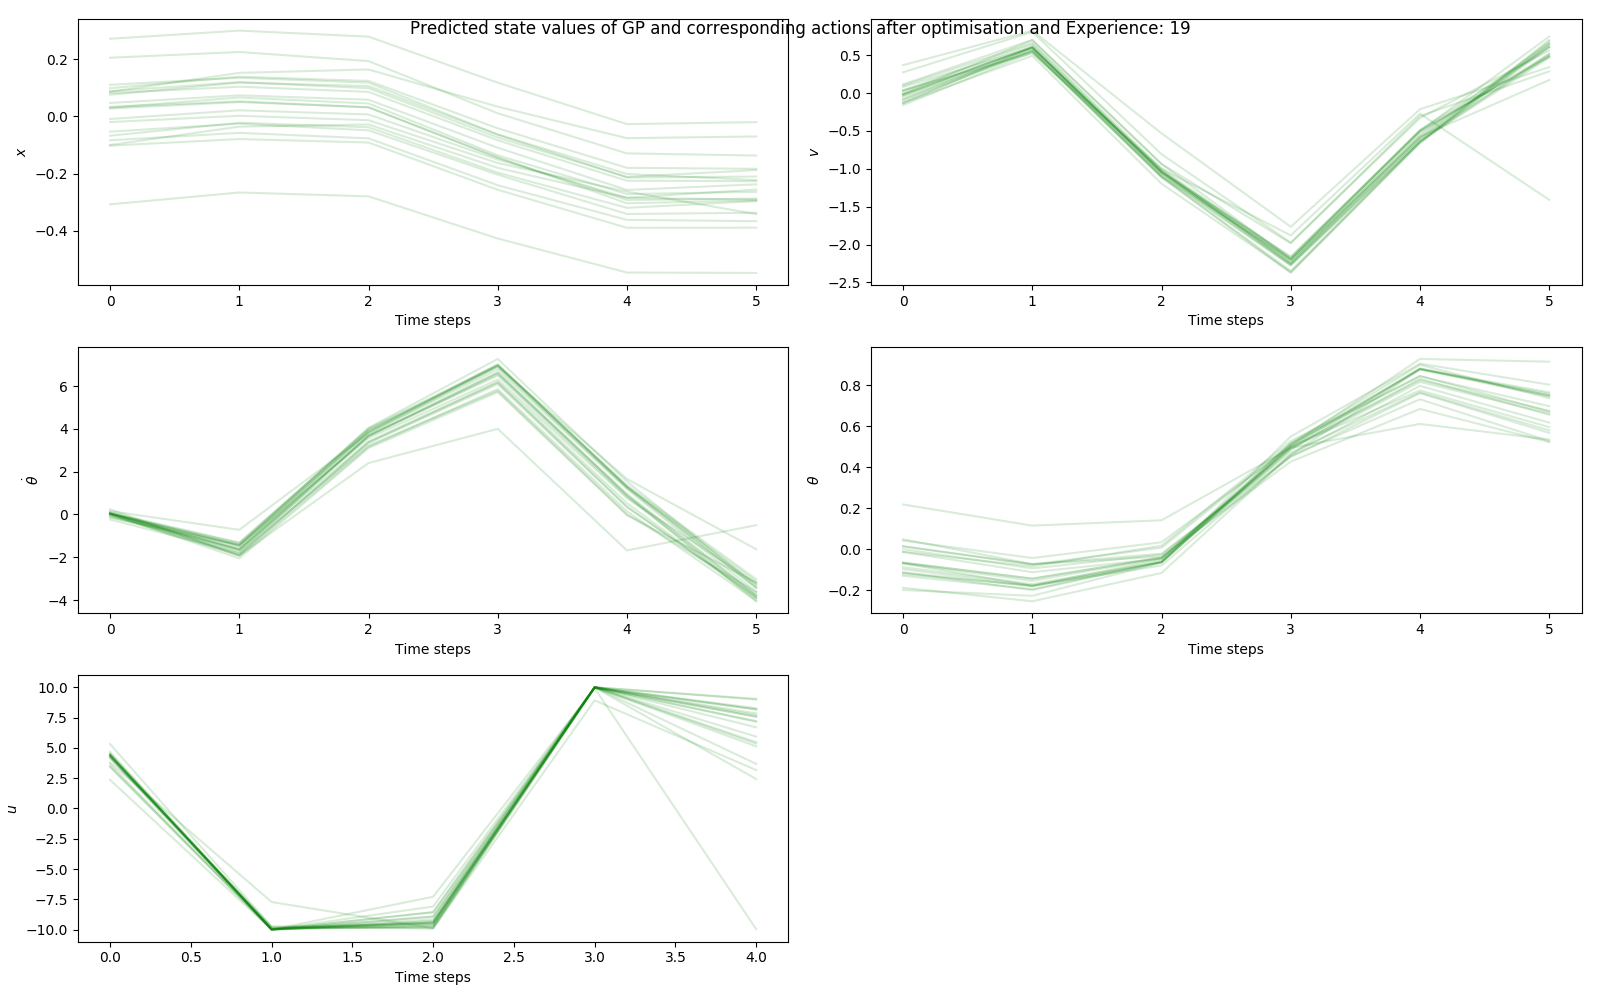 Predicted state values of GP and corresponding actions after optimisation and Experience: 19
0.2
0.0
−0.2
−0.4
x
0 1 2 3 4 5
Time steps
0.5
0.0
−0.5
−1.0
−1.5
−2.0
−2.5
v
0 1 2 3 4 5
Time steps
6
4
2
0
−2
−4
θ̇
0 1 2 3 4 5
Time steps
0.8
0.6
0.4
0.2
0.0
−0.2
θ
0 1 2 3 4 5
Time steps
10.0
7.5
5.0
2.5
0.0
−2.5
−5.0
−7.5
−10.0
u
0.0 0.5 1.0 1.5 2.0 2.5 3.0 3.5 4.0
Time steps